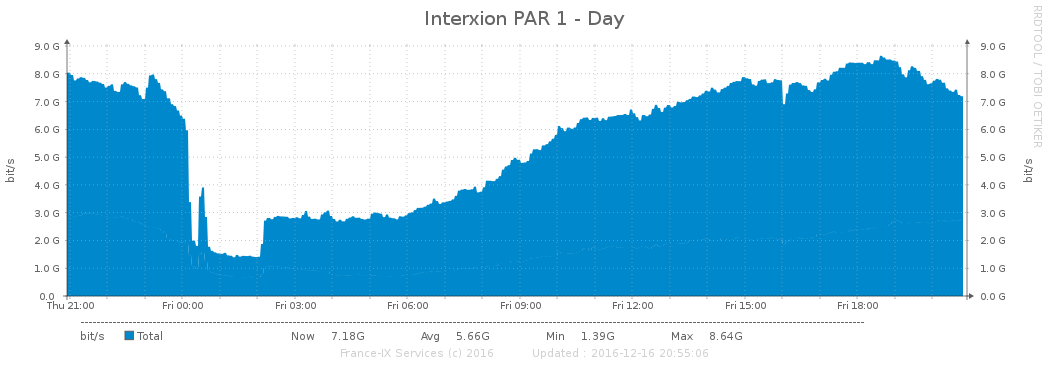 Interxion PAR 1 - Day
RRDTOOL / TOBI OETIKER
9.0 G 9.0 G
8.0 G 8.0 G
7.0 G 7.0 G
6.0 G 6.0 G
5.0 G 5.0 G
4.0 G 4.0 G
3.0 G 3.0 G
2.0 G 2.0 G
1.0 G 1.0 G
0.0 0.0 G
bit/s bit/s
Thu 21:00 Fri 00:00 Fri 03:00 Fri 06:00 Fri 09:00 Fri 12:00 Fri 15:00 Fri 18:00
bit/s Total Now 7.18G Avg 5.66G Min 1.39G Max 8.64G
France-IX Services (c) 2016 Updated : 2016-12-16 20:55:06